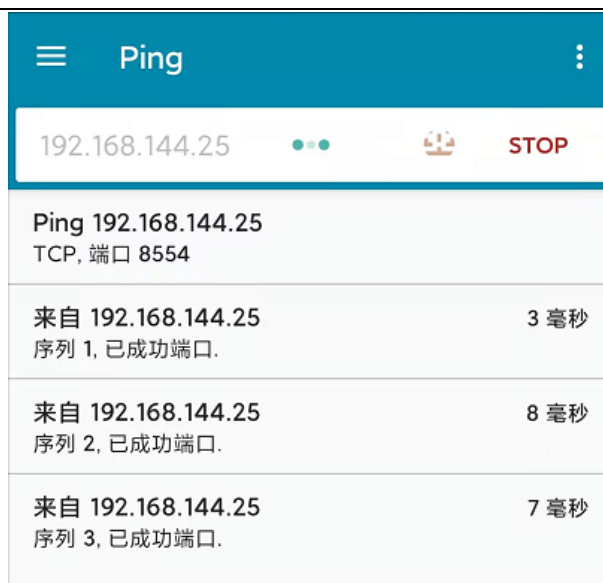 Ping
192.168.144.25
STOP
Ping 192.168.144.25
TCP, 端口 8554
来自 192.168.144.25 3 毫秒
序列 1, 已成功端口.
来自 192.168.144.25 8 毫秒
序列 2, 已成功端口.
来自 192.168.144.25 7 毫秒
序列 3, 已成功端口.